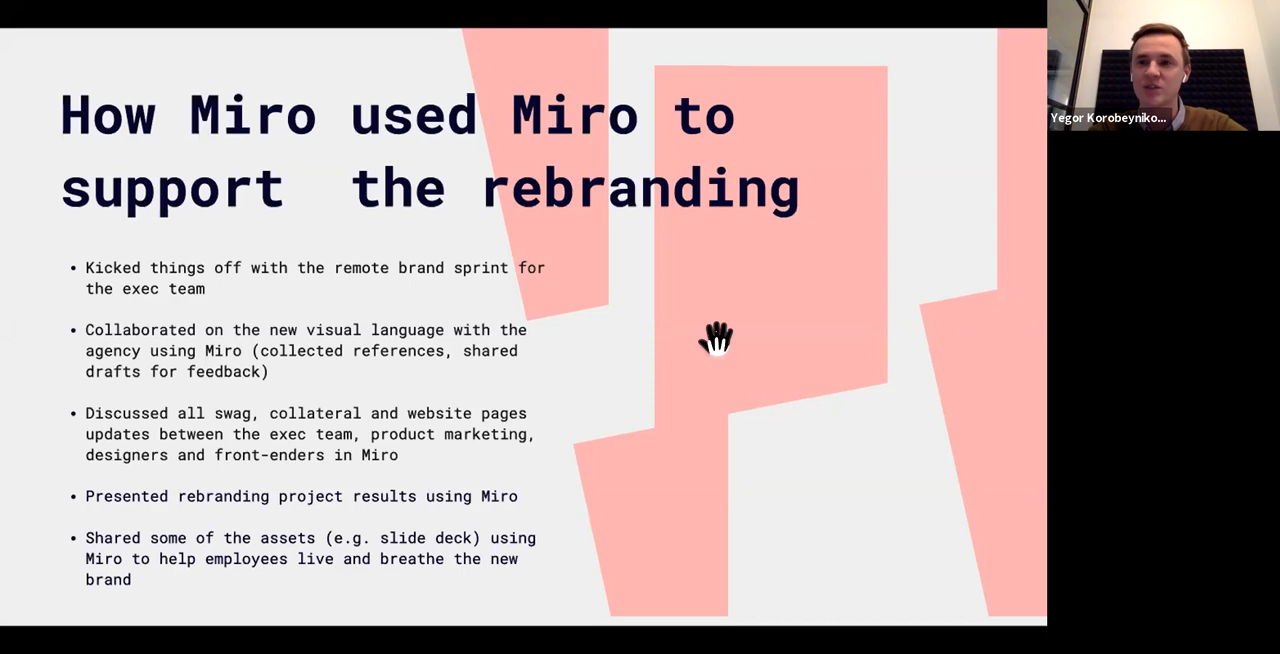 How Miro used Miro to
support the rebranding
• Kicked things off with the remote brand sprint for
the exec team
• Collaborated on the new visual language with the
agency using Miro (collected references, shared
drafts for feedback)
• Discussed all swag, collateral and website pages
updates between the exec team, product marketing,
designers and front-enders in Miro
• Presented rebranding project results using Miro
• Shared some of the assets (e.g. slide deck) using
Miro to help employees live and breathe the new
brand
Yegor Korobeyniko...